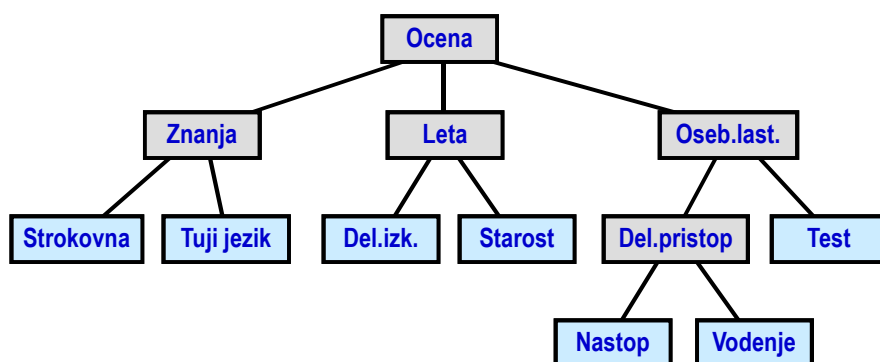 Ocena
Znanja
Leta
Oseb.last.
Strokovna
Tuji jezik
Del.izk.
Starost
Del.pristop
Test
Nastop
Vodenje